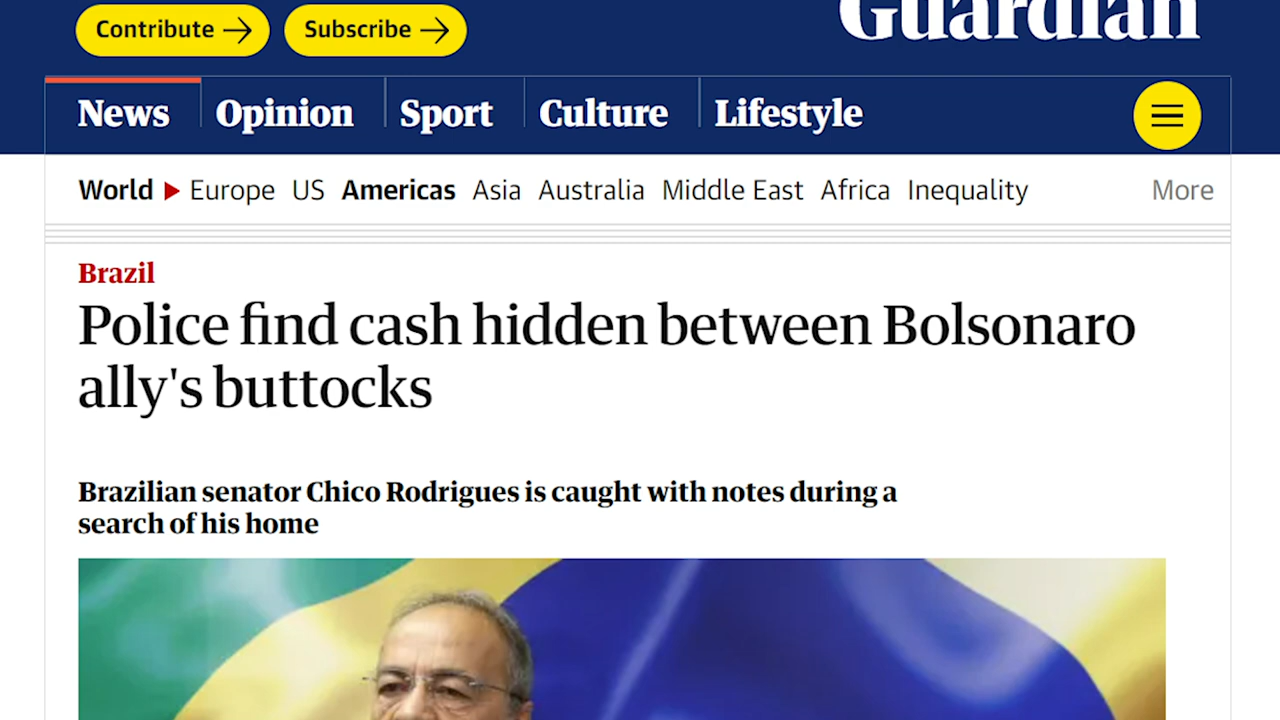 Contribute Subscribe
Guardian
News Opinion Sport Culture Lifestyle
World Europe US Americas Asia Australia Middle East Africa Inequality More
Brazil
Police find cash hidden between Bolsonaro
ally's buttocks
Brazilian senator Chico Rodrigues is caught with notes during a
search of his home